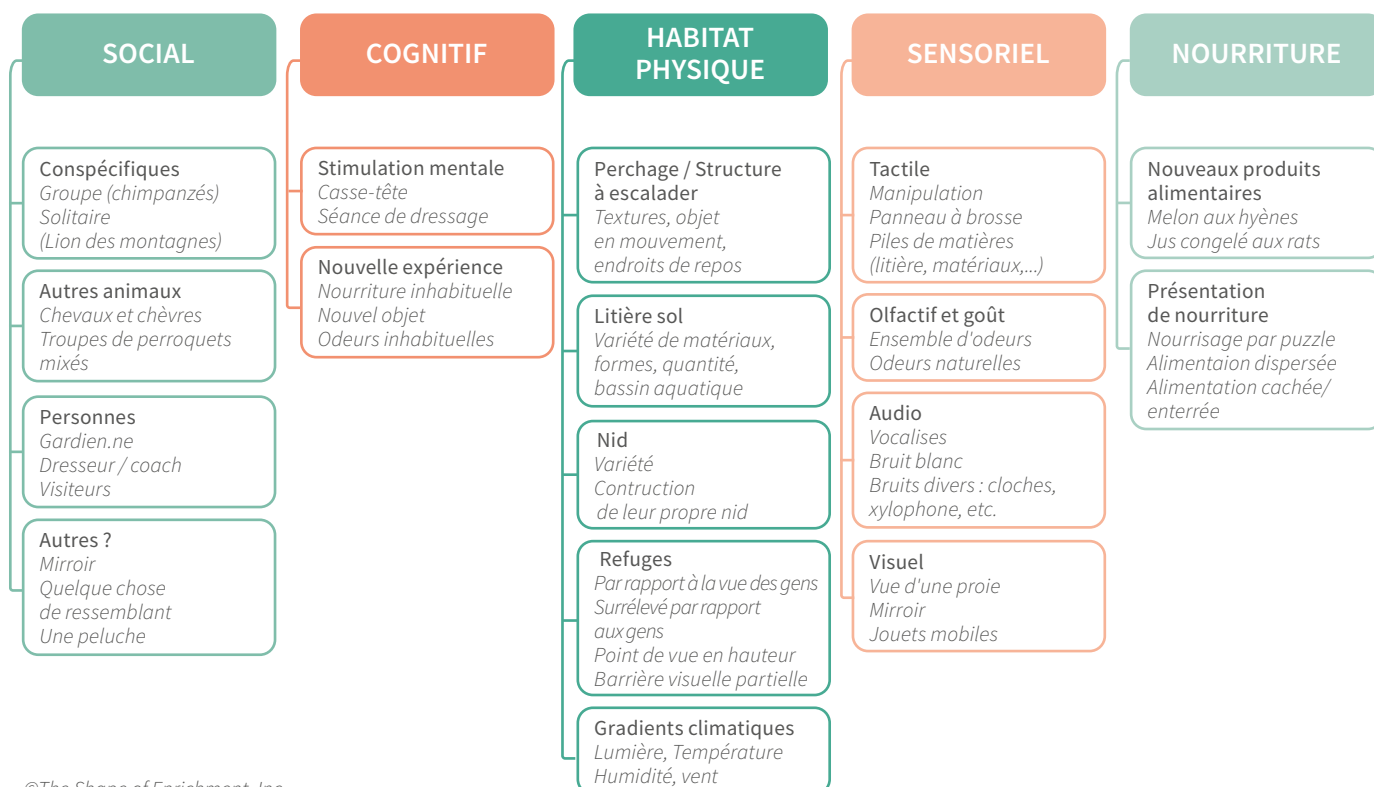 SOCIAL
Conspécifiques
Groupe (chimpanzés)
Solitaire
(Lion des montagnes)
Autres animaux
Chevaux et chèvres
Troupes de perroquets
mixés
Personnes
Gardien.ne
Dresseur / coach
Visiteurs
Autres ?
Mirroir
Quelque chose
de ressemblant
Une peluche
COGNITIF
Stimulation mentale
Casse-tête
Séance de dressage
Nouvelle expérience
Nourriture inhabituelle
Nouvel objet
Odeurs inhabituelles
HABITAT
PHYSIQUE
Perchage / Structure
à escalader
Textures, objet
en mouvement,
endroits de repos
Litière sol
Variété de matériaux,
formes, quantité,
bassin aquatique
Nid
Variété
Contruction
de leur propre nid
Refuges
Par rapport à la vue des gens
Surrélevé par rapport
aux gens
Point de vue en hauteur
Barrière visuelle partielle
Gradients climatiques
Lumière, Température
Humidité, vent
SENSORIEL
Tactile
Manipulation
Panneau à brosse
Piles de matières
(litière, matériaux,...)
Olfactif et goût
Ensemble d'odeurs
Odeurs naturelles
Audio
Vocalises
Bruit blanc
Bruits divers : cloches,
xylophone, etc.
Visuel
Vue d'une proie
Mirroir
Jouets mobiles
NOURRITURE
Nouveaux produits
alimentaires
Melon aux hyènes
Jus congelé aux rats
Présentation
de nourriture
Nourrisage par puzzle
Alimentaion dispersée
Alimentation cachée/
enterrée
©The Shape of Enrichment, Inc